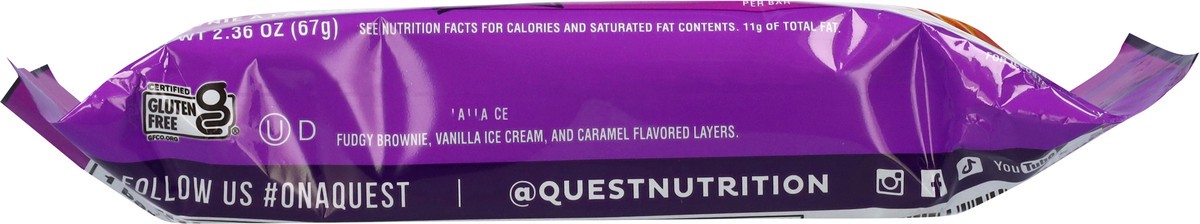 PER BAR
WT 2.36 OZ (67g)
SEE NUTRITION FACTS FOR CALORIES AND SATURATED FAT CONTENTS. 11g OF TOTAL FAT.
CERTIFIED
GLUTEN
FREE
GFCO.ORG
U D
FUDGY BROWNIE, VANILLA ICE CREAM, AND CARAMEL FLAVORED LAYERS.
FOLLOW US #ONAQUEST | @QUESTNUTRITION
YouTube